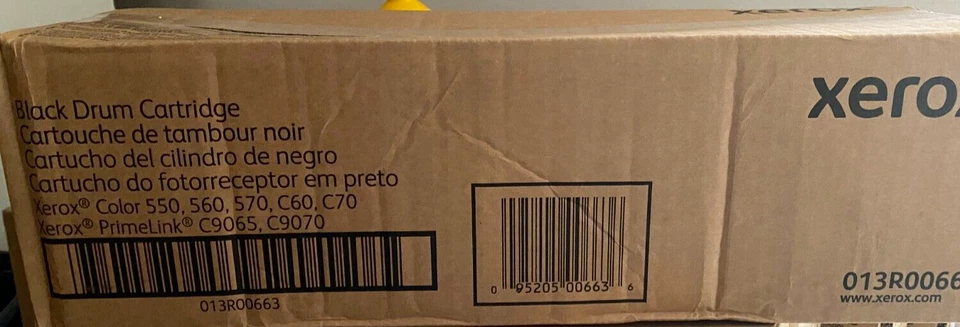 xerox
Black Drum Cartridge
Cartouche de tambour noir
Cartucho del cilindro de negro
Cartucho do fotorreceptor em preto
Xerox® Color 550, 560, 570, C60, C70
Xerox® PrimeLink® C9065, C9070
013R00663
0 95205 00663 6
xerox
013R0066
www.xerox.com